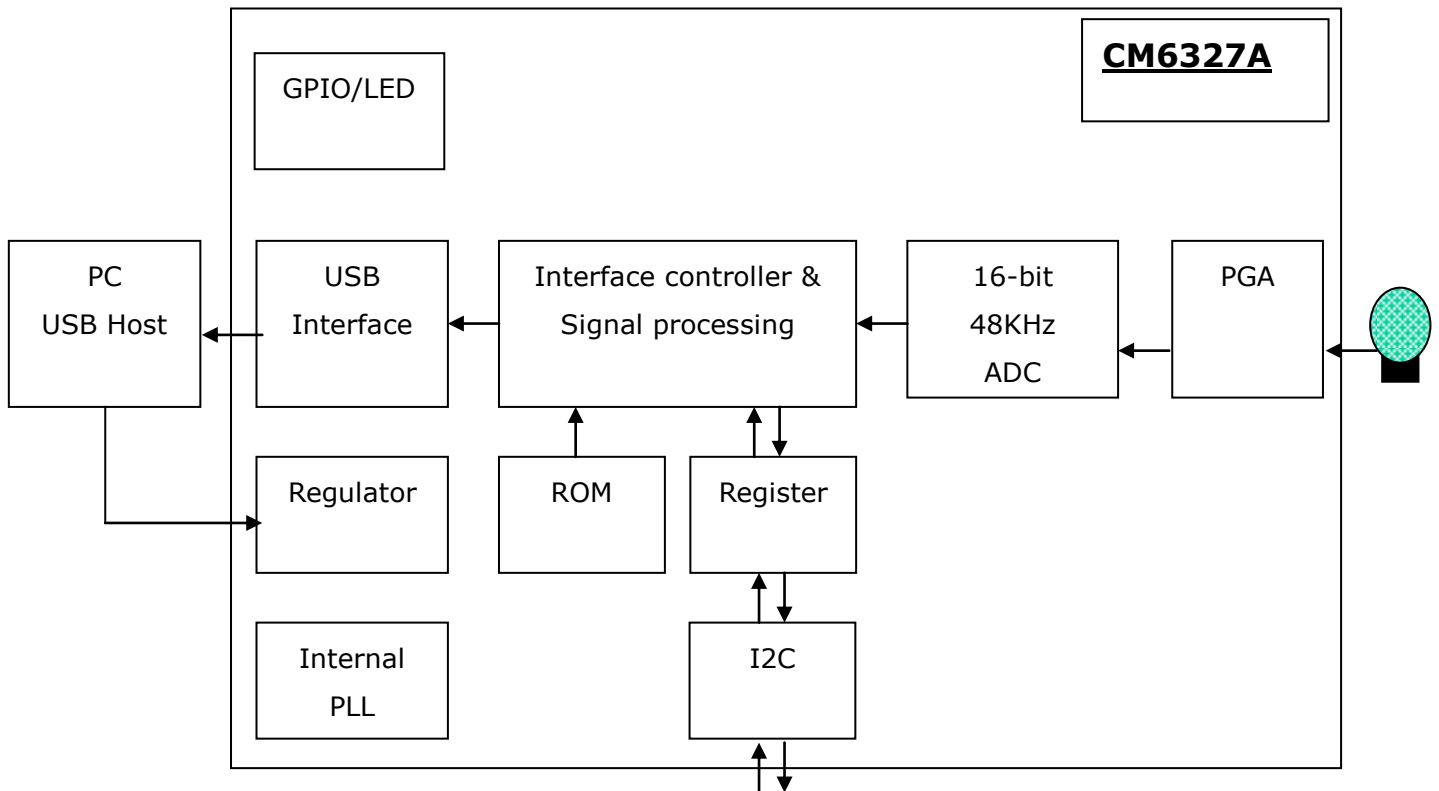 CM6327A
GPIO/LED
PC
USB Host
USB
Interface
Interface controller &
Signal processing
16-bit
48KHz
ADC
PGA
Regulator
ROM
Register
Internal
PLL
I2C